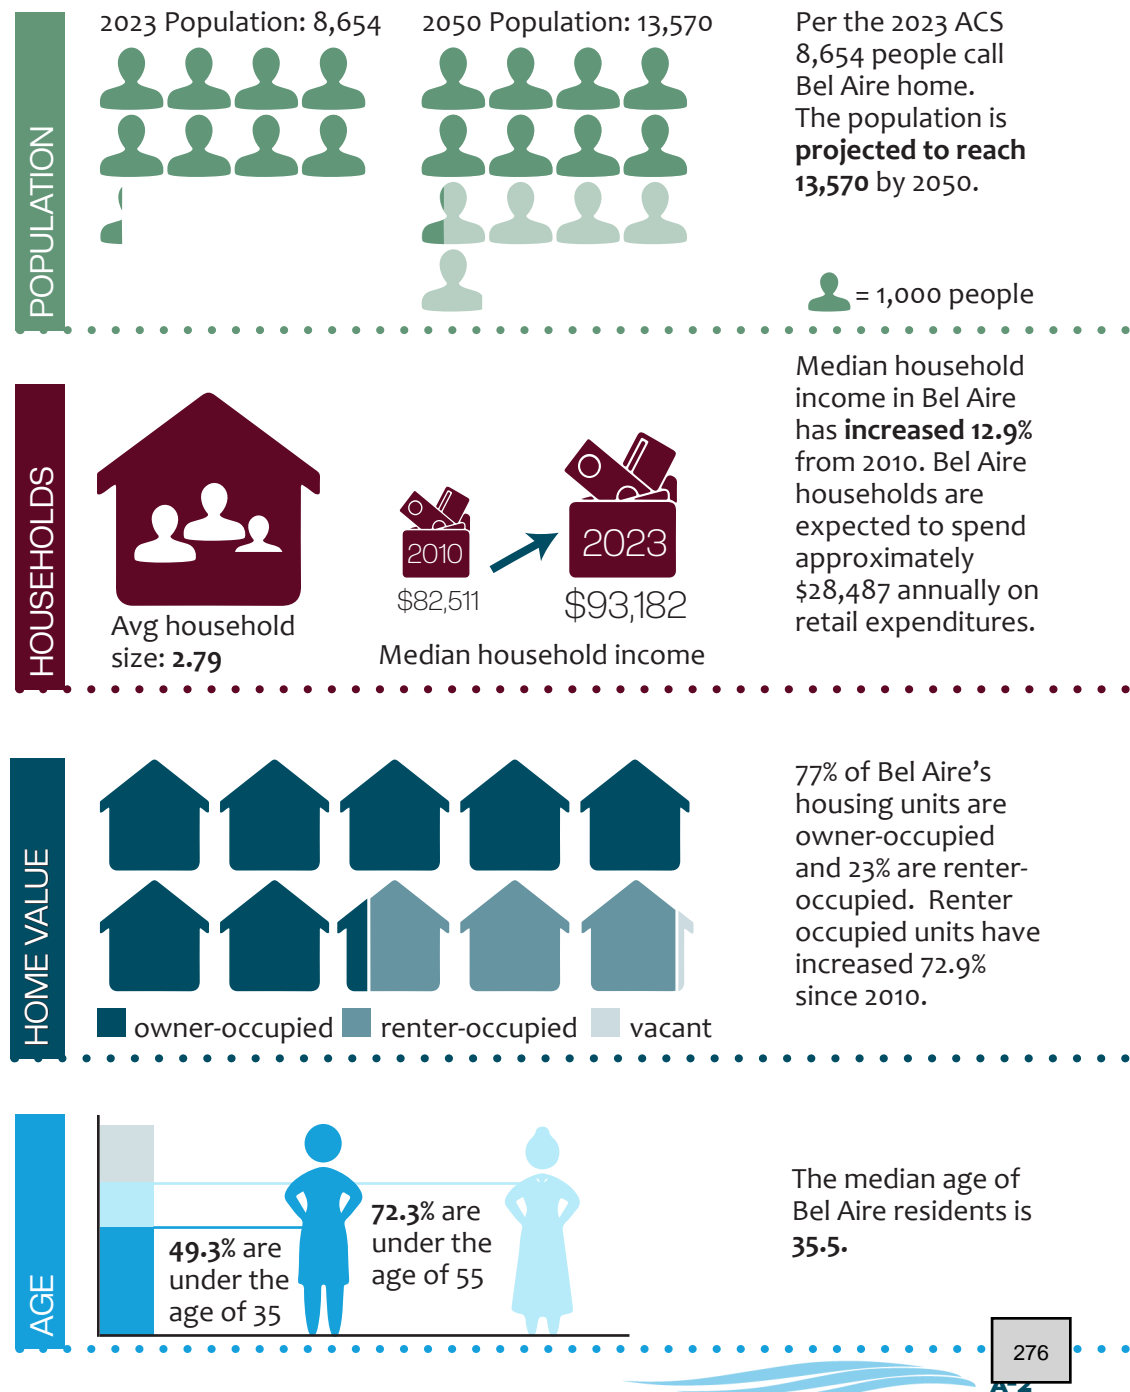 POPULATION
2023 Population: 8,654
2050 Population: 13,570
Per the 2023 ACS
8,654 people call
Bel Aire home.
The population is
projected to reach
13,570 by 2050.
= 1,000 people
HOUSEHOLDS
Avg household
size: 2.79
2010
$82,511
2023
$93,182
Median household income
Median household
income in Bel Aire
has increased 12.9%
from 2010. Bel Aire
households are
expected to spend
approximately
$28,487 annually on
retail expenditures.
HOME VALUE
owner-occupied
renter-occupied
vacant
77% of Bel Aire’s
housing units are
owner-occupied
and 23% are renter-
occupied.  Renter
occupied units have
increased 72.9%
since 2010.
AGE
49.3% are
under the
age of 35
72.3% are
under the
age of 55
The median age of
Bel Aire residents is
35.5.
276
A-2